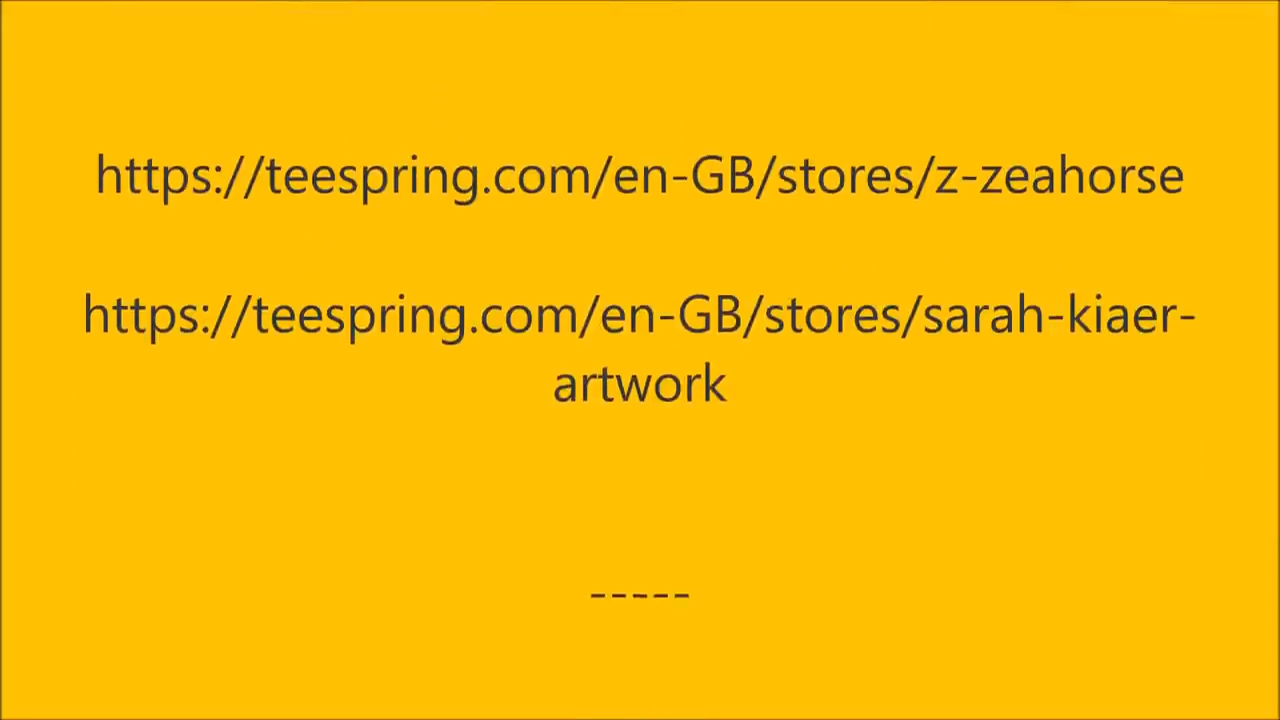 https://teespring.com/en-GB/stores/z-zeahorse
https://teespring.com/en-GB/stores/sarah-kiaer-
artwork
-----